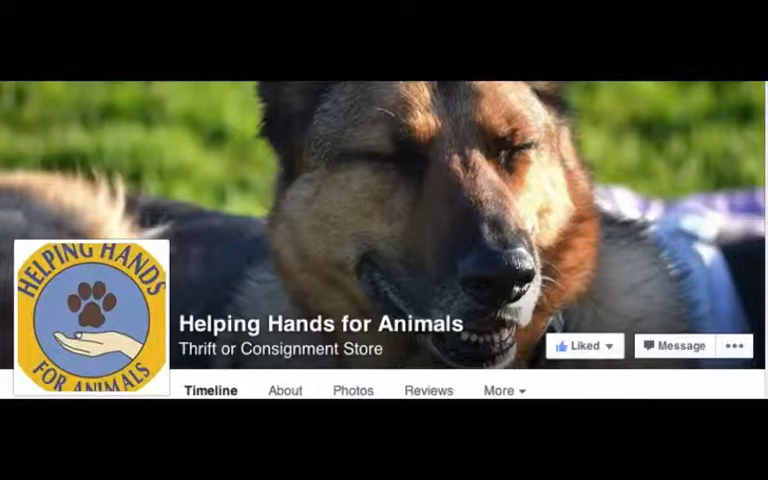 HELPING HANDS
FOR ANIMALS
Helping Hands for Animals
Thrift or Consignment Store
Liked
Message
Timeline About Photos Reviews More